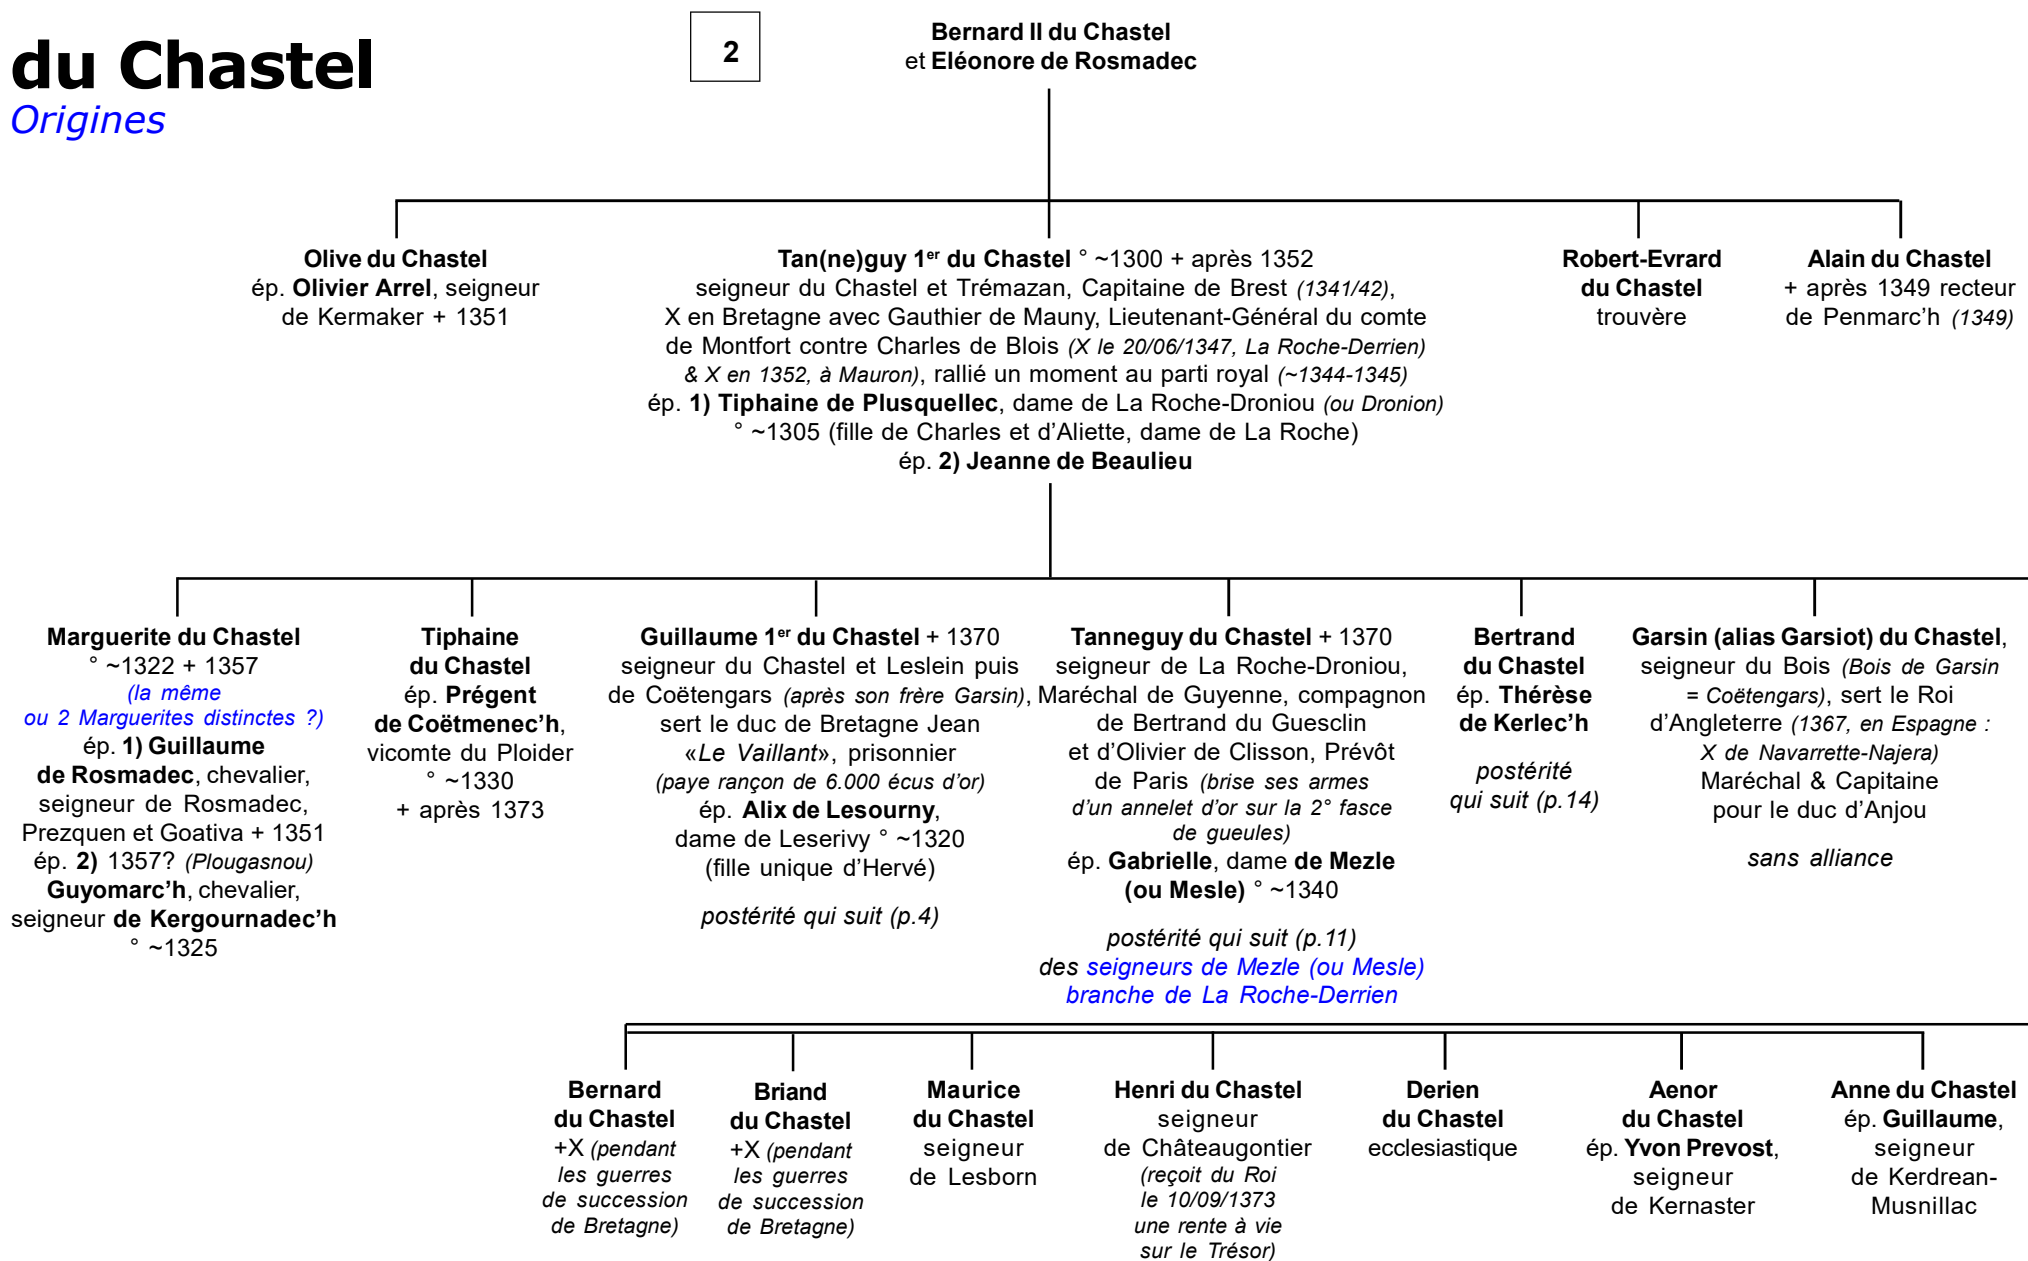 du Chastel
Origines
2
Bernard II du Chastel
et Eléonore de Rosmadec
Olive du Chastel
ép. Olivier Arrel, seigneur
de Kermaker + 1351
Tan(ne)guy 1er du Chastel ° ~1300 + après 1352
seigneur du Chastel et Trémazan, Capitaine de Brest (1341/42),
X en Bretagne avec Gauthier de Mauny, Lieutenant-Général du comte
de Montfort contre Charles de Blois (X le 20/06/1347, La Roche-Derrien)
& X en 1352, à Mauron), rallié un moment au parti royal (~1344-1345)
ép. 1) Tiphaine de Plusquellec, dame de La Roche-Droniou (ou Dronion)
° ~1305 (fille de Charles et d’Aliette, dame de La Roche)
ép. 2) Jeanne de Beaulieu
Robert-Evrard
du Chastel
trouvère
Alain du Chastel
+ après 1349 recteur
de Penmarc’h (1349)
Marguerite du Chastel
° ~1322 + 1357
(la même
ou 2 Marguerites distinctes ?)
ép. 1) Guillaume
de Rosmadec, chevalier,
seigneur de Rosmadec,
Prezquen et Goativa + 1351
ép. 2) 1357? (Plougasnou)
Guyomarc’h, chevalier,
seigneur de Kergournadec’h
° ~1325
Tiphaine
du Chastel
ép. Prégent
de Coëtmenec’h,
vicomte du Ploider
° ~1330
+ après 1373
Guillaume 1er du Chastel + 1370
seigneur du Chastel et Leslein puis
de Coëtengars (après son frère Garsin),
sert le duc de Bretagne Jean
«Le Vaillant», prisonnier
(paye rançon de 6.000 écus d’or)
ép. Alix de Lesourny,
dame de Leserivy ° ~1320
(fille unique d’Hervé)
postérité qui suit (p.4)
Tanneguy du Chastel + 1370
seigneur de La Roche-Droniou,
Maréchal de Guyenne, compagnon
de Bertrand du Guesclin
et d’Olivier de Clisson, Prévôt
de Paris (brise ses armes
d’un annelet d’or sur la 2° fasce
de gueules)
ép. Gabrielle, dame de Mezle
(ou Mesle) ° ~1340
postérité qui suit (p.11)
des seigneurs de Mezle (ou Mesle)
branche de La Roche-Derrien
Bertrand
du Chastel
ép. Thérèse
de Kerlec’h
postérité
qui suit (p.14)
Garsin (alias Garsiot) du Chastel,
seigneur du Bois (Bois de Garsin
= Coëtengars), sert le Roi
d’Angleterre (1367, en Espagne :
X de Navarrette-Najera)
Maréchal & Capitaine
pour le duc d’Anjou
sans alliance
Bernard
du Chastel
+X (pendant
les guerres
de succession
de Bretagne)
Briand
du Chastel
+X (pendant
les guerres
de succession
de Bretagne)
Maurice
du Chastel
seigneur
de Lesborn
Henri du Chastel
seigneur
de Châteaugontier
(reçoit du Roi
le 10/09/1373
une rente à vie
sur le Trésor)
Derien
du Chastel
ecclesiastique
Aenor
du Chastel
ép. Yvon Prevost,
seigneur
de Kernaster
Anne du Chastel
ép. Guillaume,
seigneur
de Kerdrean-
Musnillac